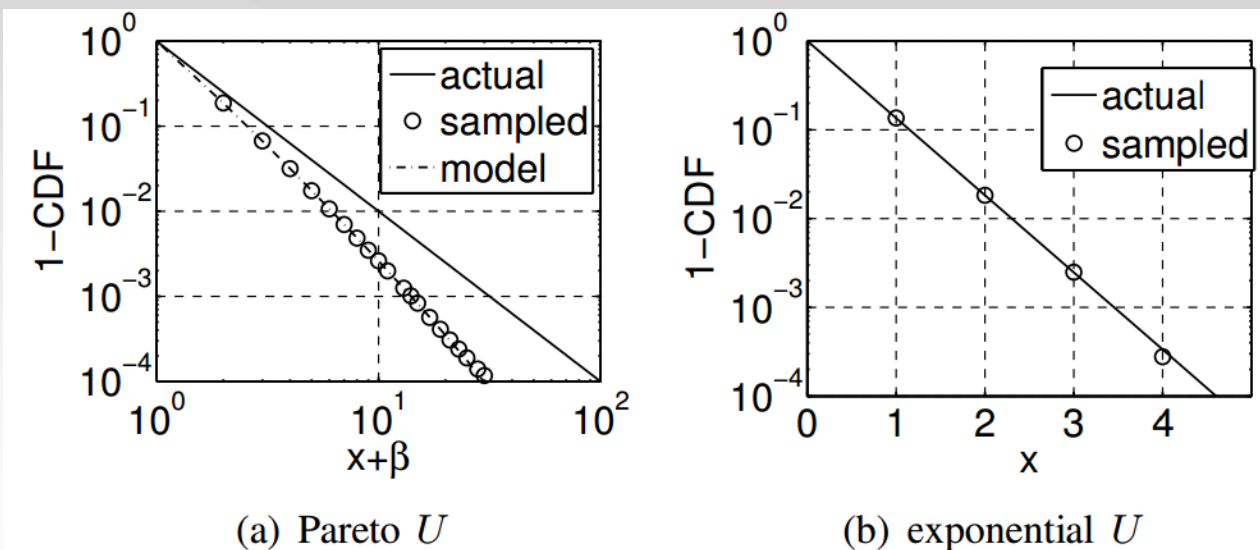 10^0
10^-1
10^-2
10^-3
10^-4
1−CDF
actual
sampled
model
10^0 10^1 10^2
x+β
(a) Pareto U
10^0
10^-1
10^-2
10^-3
10^-4
1−CDF
actual
sampled
0 1 2 3 4
x
(b) exponential U